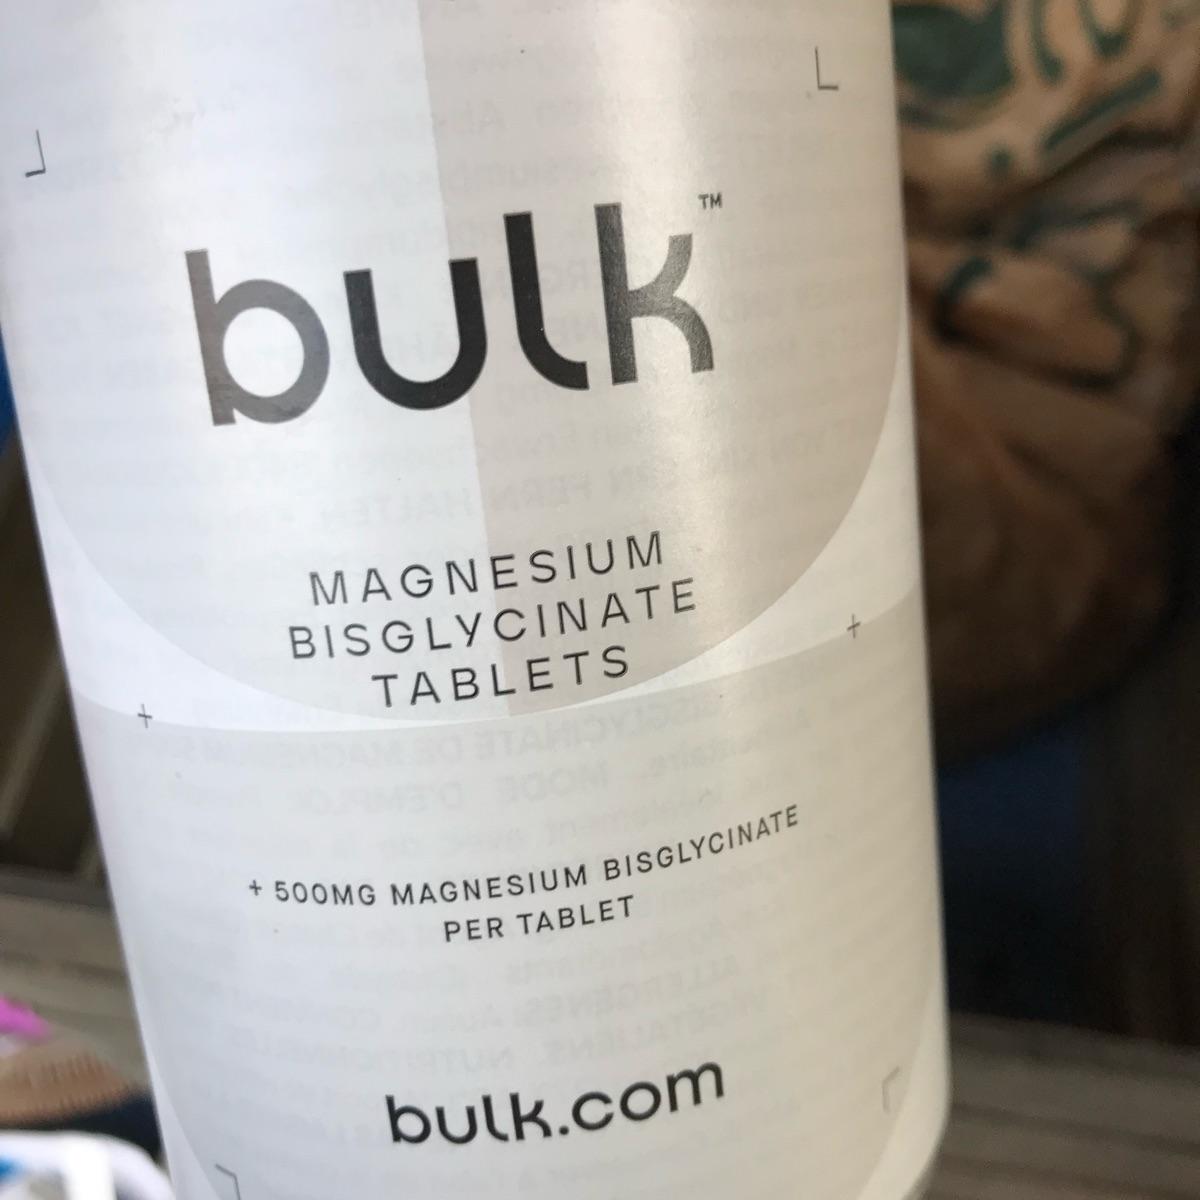 bulk™
MAGNESIUM
BISGLYCINATE
TABLETS
+ 500MG MAGNESIUM BISGLYCINATE
PER TABLET
bulk.com